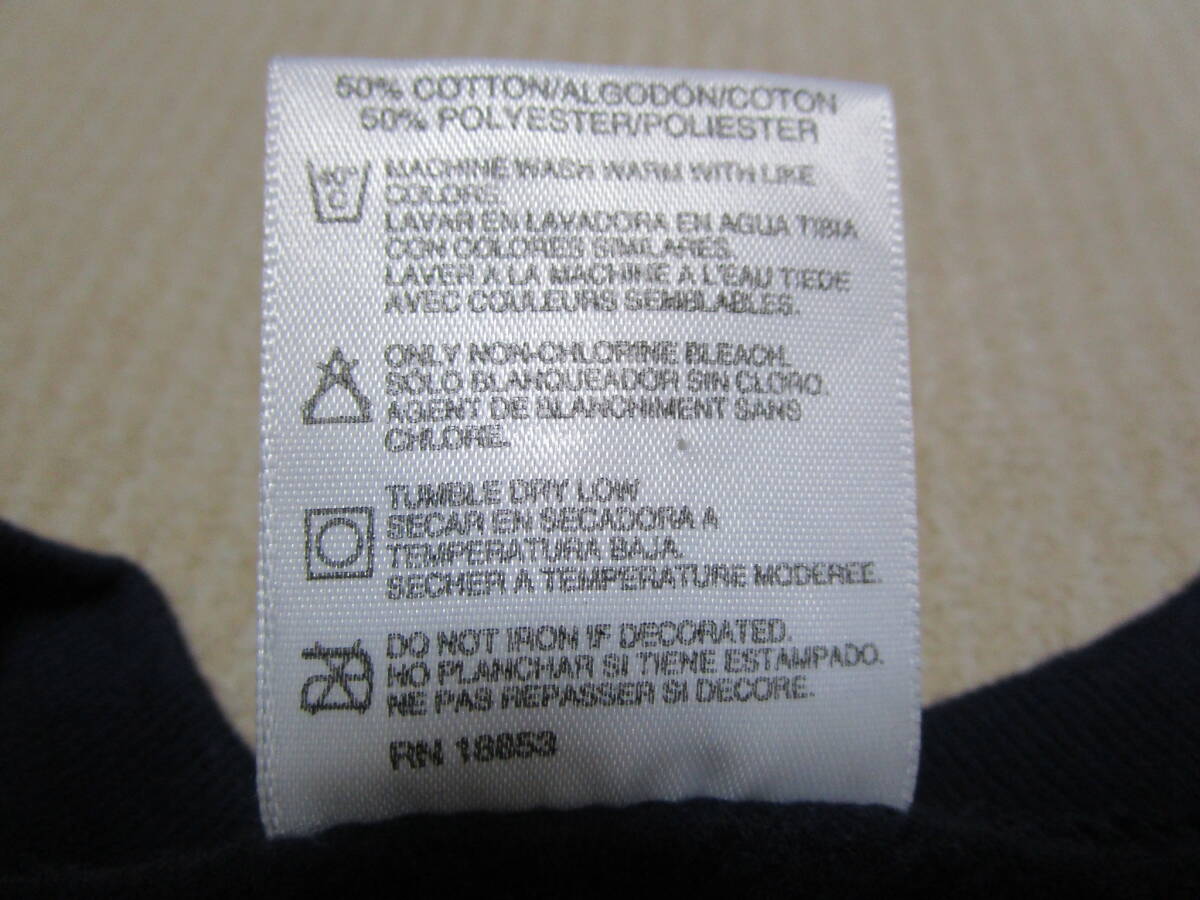 50% COTTON/ALGODÓN/COTON
50% POLYESTER/POLIESTER
40°
C
MACHINE WASH WARM WITH LIKE
COLORS.
LAVAR EN LAVADORA EN AGUA TIBIA
CON COLORES SIMILARES.
LAVER A LA MACHINE A L'EAU TIEDE
AVEC COULEURS SEMBLABLES.
ONLY NON-CHLORINE BLEACH.
SOLO BLANQUEADOR SIN CLORO.
AGENT DE BLANCHIMENT SANS
CHLORE.
TUMBLE DRY LOW
SECAR EN SECADORA A
TEMPERATURA BAJA.
SECHER A TEMPERATURE MODEREE.
DO NOT IRON IF DECORATED.
NO PLANCHAR SI TIENE ESTAMPADO.
NE PAS REPASSER SI DECORE.
RN 18853